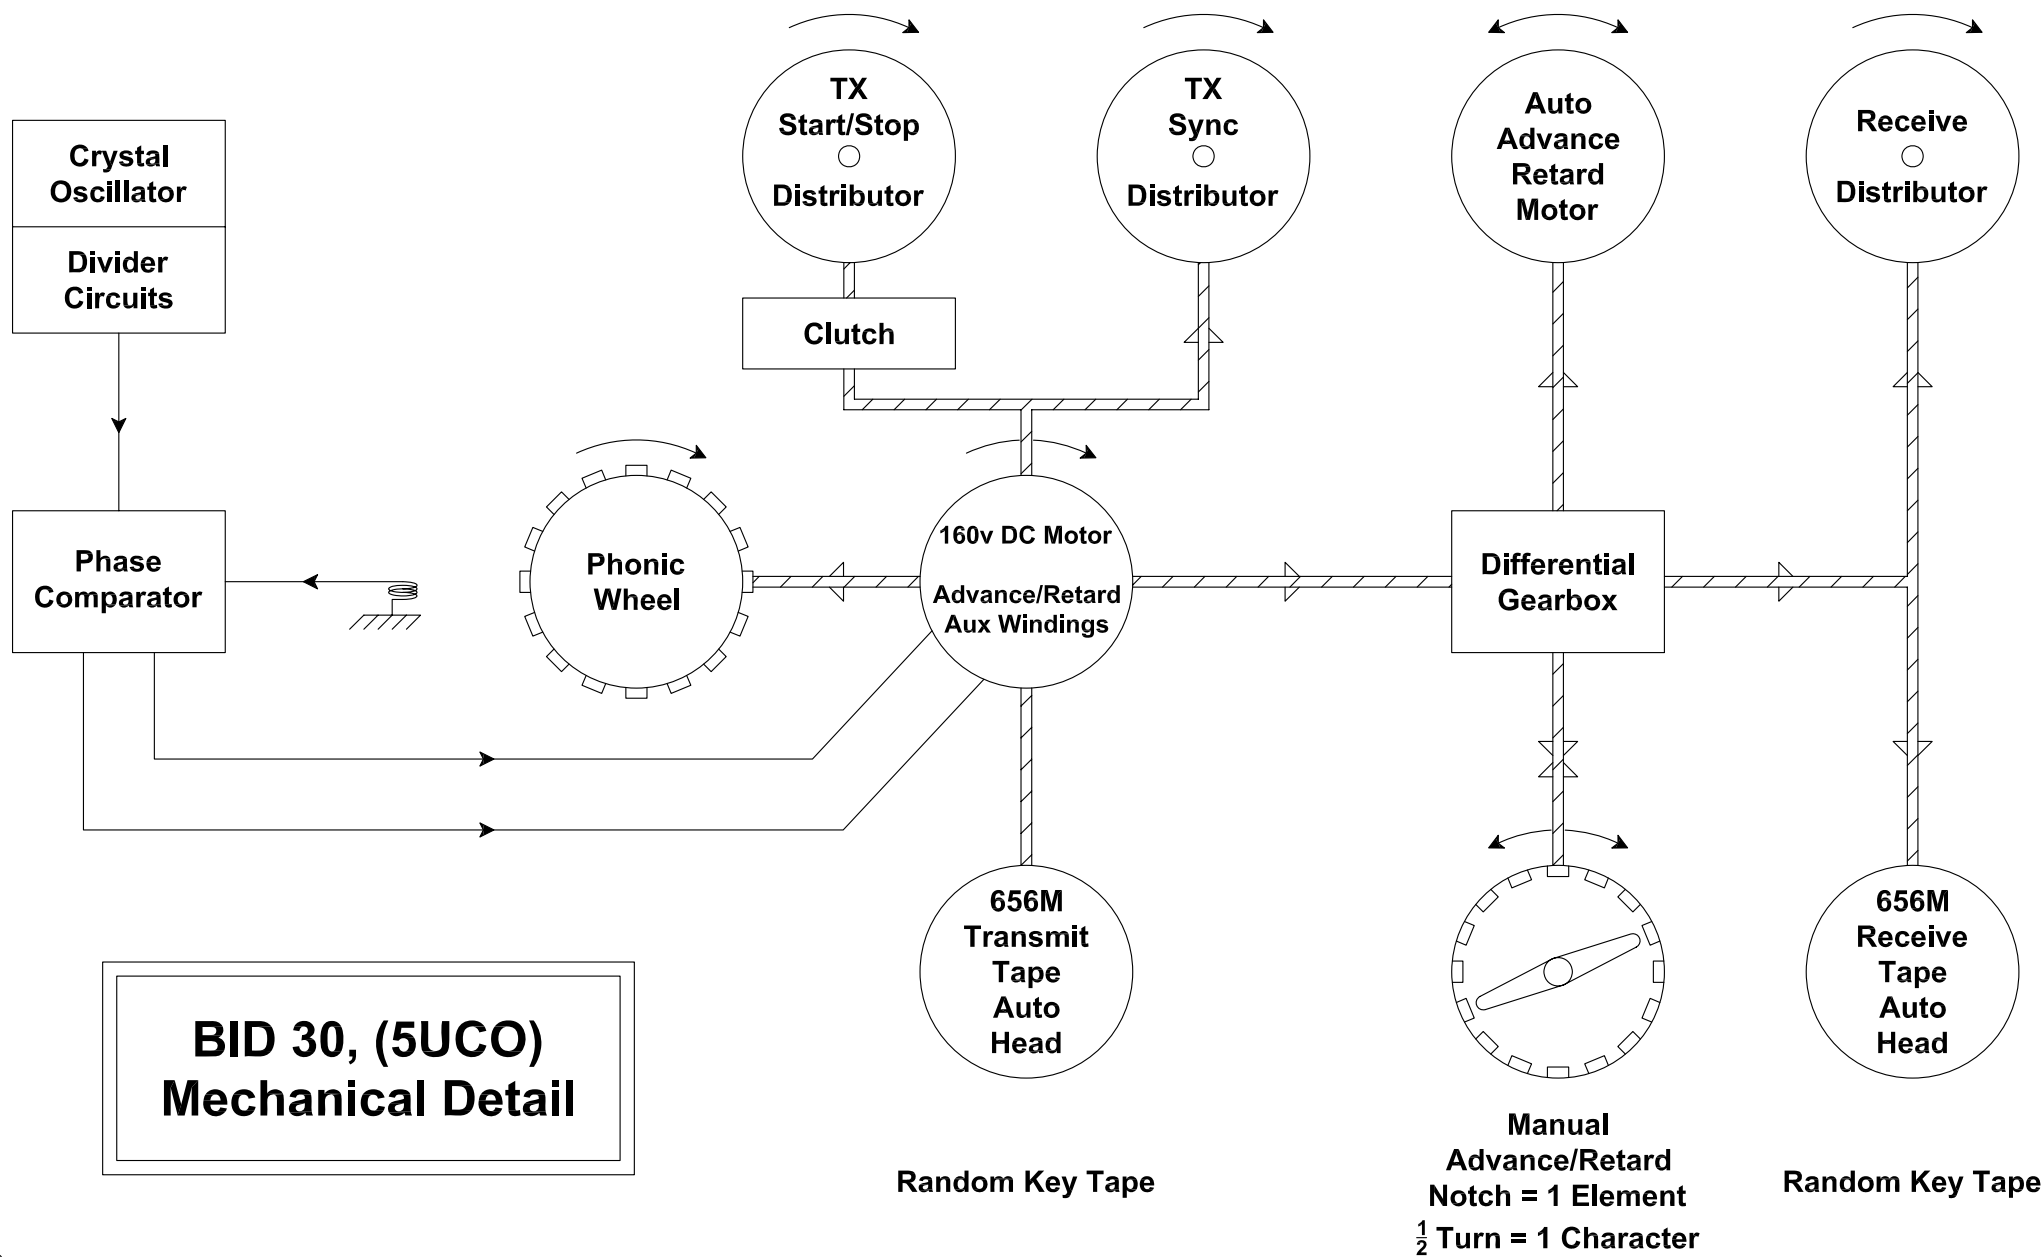 TX
Start/Stop
Distributor
TX
Sync
Distributor
Auto
Advance
Retard
Motor
Receive
Distributor
Crystal
Oscillator
Divider
Circuits
Clutch
Phase
Comparator
Phonic
Wheel
160v DC Motor
Advance/Retard
Aux Windings
Differential
Gearbox
656M
Transmit
Tape
Auto
Head
656M
Receive
Tape
Auto
Head
BID 30, (5UCO)
Mechanical Detail
Random Key Tape
Manual
Advance/Retard
Notch = 1 Element
½ Turn = 1 Character
Random Key Tape